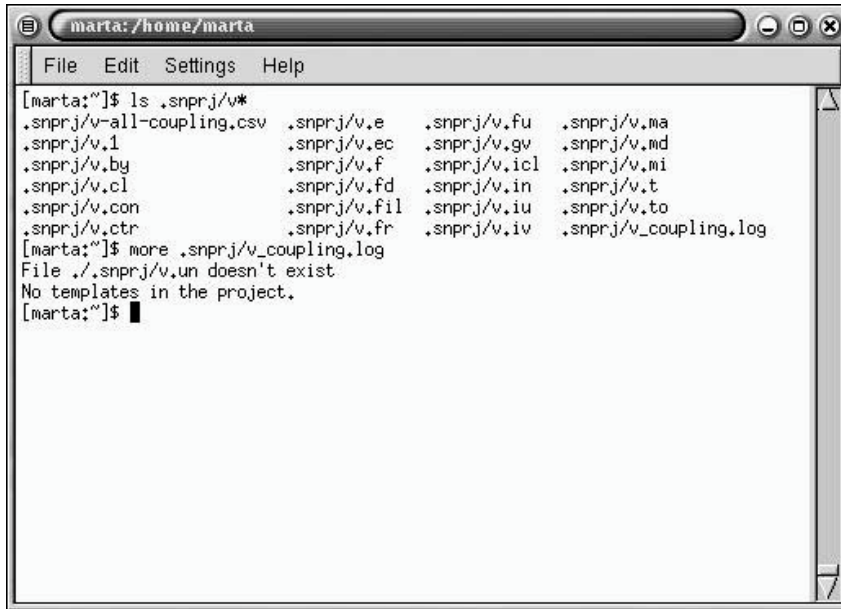 marta: /home/marta
File Edit Settings Help
[marta:~]$ ls .snprj/v*
.snprj/v-all-coupling.csv .snprj/v.e .snprj/v.fu .snprj/v.ma
.snprj/v.1 .snprj/v.ec .snprj/v.gv .snprj/v.md
.snprj/v.by .snprj/v.f .snprj/v.icl .snprj/v.mi
.snprj/v.cl .snprj/v.fd .snprj/v.in .snprj/v.t
.snprj/v.con .snprj/v.fil .snprj/v.iu .snprj/v.to
.snprj/v.ctr .snprj/v.fr .snprj/v.iv .snprj/v_coupling.log
[marta:~]$ more .snprj/v_coupling.log
File ./.snprj/v.un doesn't exist
No templates in the project.
[marta:~]$